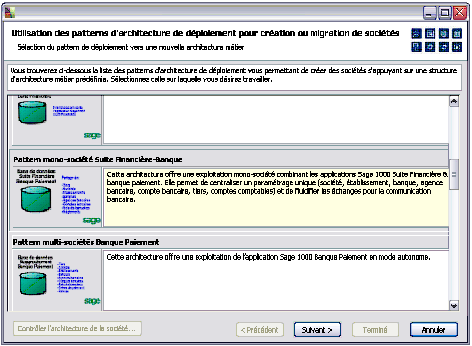 Utilisation des patterns d'architecture de déploiement pour création ou migration de sociétés
Sélection du pattern de déploiement vers une nouvelle architecture métier
Vous trouverez ci-dessous la liste des patterns d'architecture de déploiement vous permettant de créer des sociétés s'appuyant sur une structure
d'architecture métier prédéfinie. Sélectionnez celle sur laquelle vous désirez travailler.
sage
Pattern mono-société Suite Financière-Banque
Base de données
Suite Financière
Banque Paiement
sage
Cette architecture offre une exploitation mono-société combinant les applications Sage 1000 Suite Financière &
banque paiement. Elle permet de centraliser un paramétrage unique (société, établissement, banque, agence
bancaire, compte bancaire, tiers, comptes comptables) et de fluidifier les échanges pour la communication
bancaire.
Pattern multi-sociétés Banque Paiement
Base de données
Banque Paiement
sage
Cette architecture offre une exploitation de l'application Sage 1000 Banque Paiement en mode autonome.
Contrôler l'architecture de la société...
< Précédent
Suivant >
Terminé
Annuler